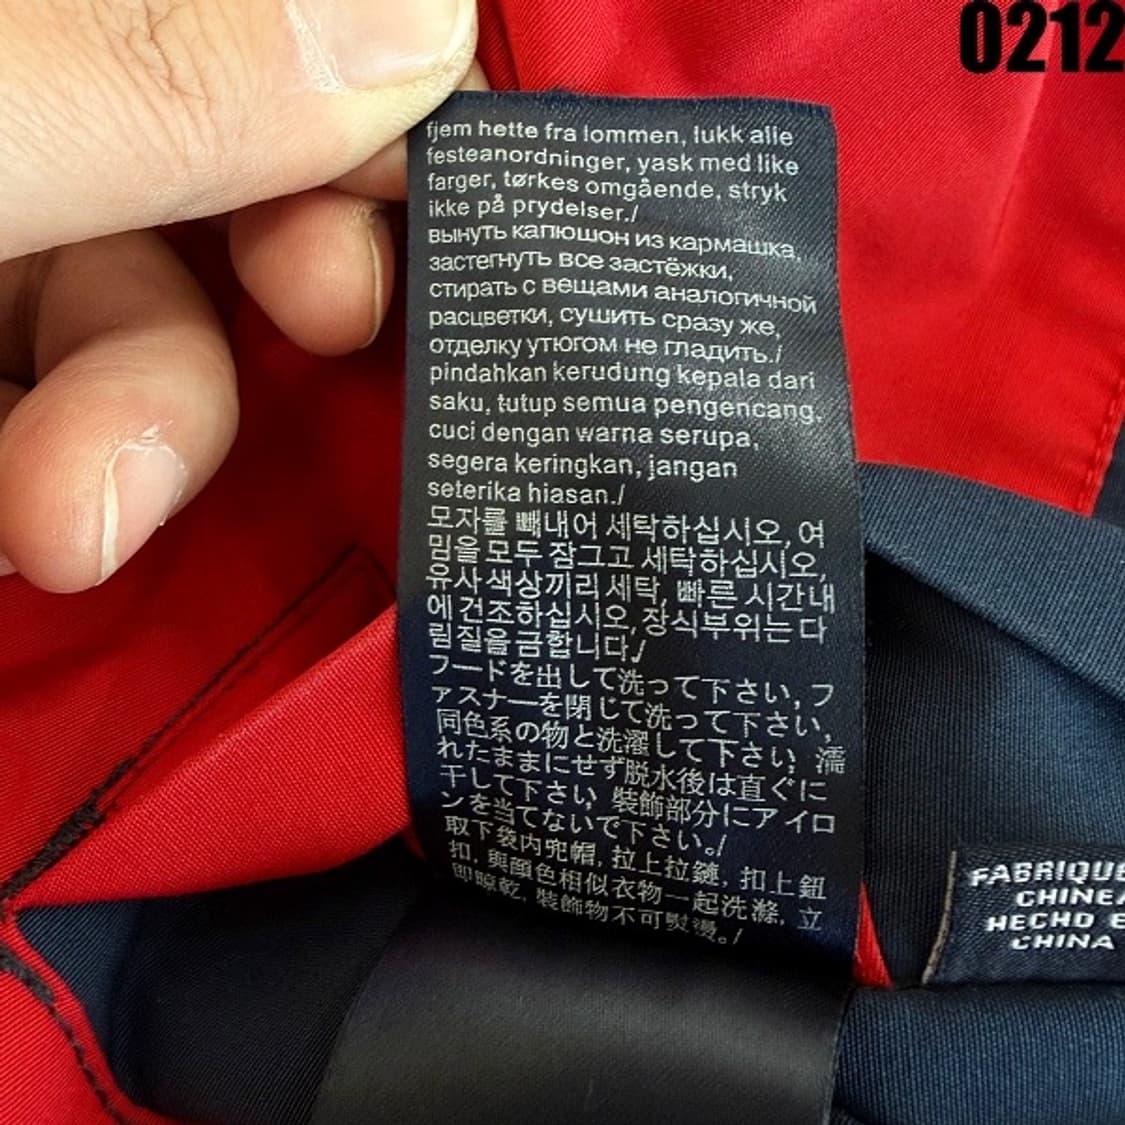 0212
fjem hette fra lommen, lukk alle
festeanordninger, yask med like
farger, tørkes omgående, stryk
ikke på prydelser./
вынуть капюшон из кармашка,
застегнуть все застёжки,
стирать с вещами аналогичной
расцветки, сушить сразу же,
отделку утюгом не гладить./
pindahkan kerudung kepala dari
saku, tutup semua pengencang,
cuci dengan warna serupa,
segera keringkan, jangan
seterika hiasan./
모자를 빼내어 세탁하십시오, 여
밈을 모두 잠그고 세탁하십시오,
유사 색상끼리 세탁, 빠른 시간내
에 건조하십시오, 장식부위는 다
림질을 금합니다./
フードを出して洗って下さい, フ
ァスナーを閉じて洗って下さい,
同色系の物と洗濯して下さい, 濡
れたままにせず脱水後は直ぐに
干して下さい, 裝飾部分にアイロ
ンを当てないで下さい。/
取下袋内兜帽, 拉上拉鏈, 扣上鈕
扣, 與顏色相似衣物一起洗滌, 立
即晾乾, 裝飾物不可熨燙。/
FABRIQUE
CHINE/
HECHO E
CHINA